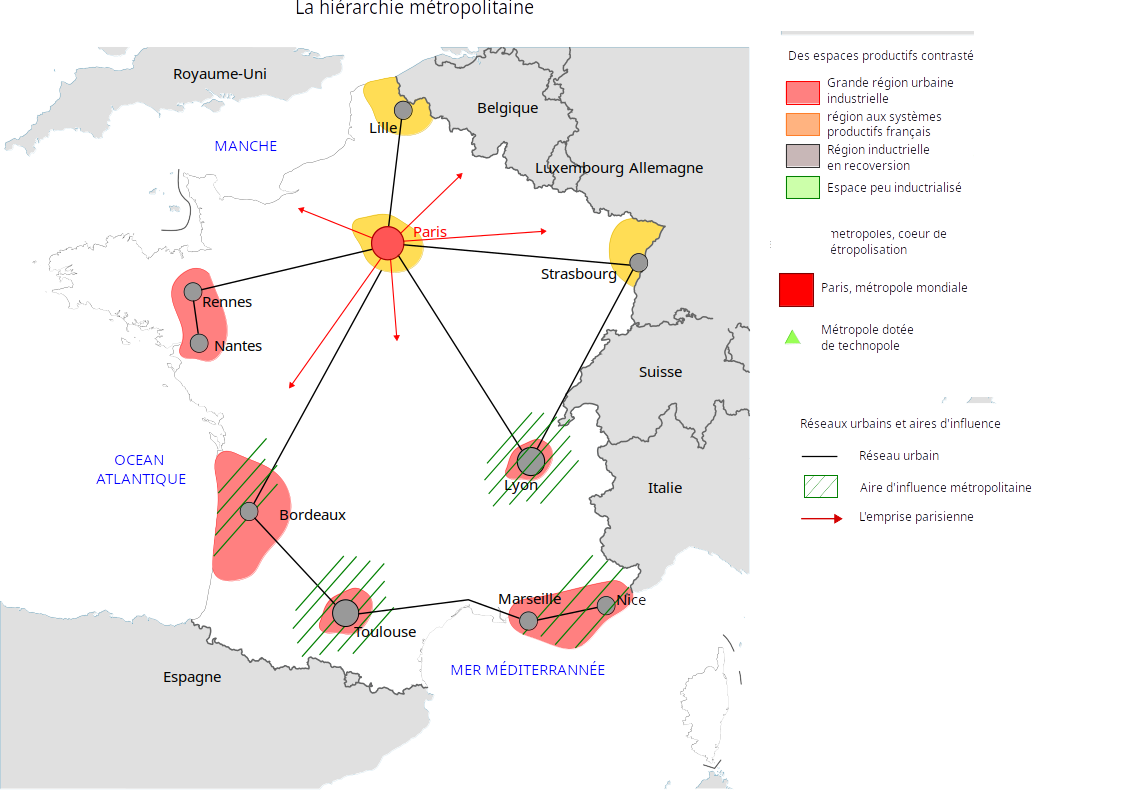 La hiérarchie métropolitaine
Royaume-Uni
Belgique
Lille
MANCHE
Luxembourg Allemagne
Paris
Strasbourg
Rennes
Nantes
Suisse
OCEAN
ATLANTIQUE
Lyon
Italie
Bordeaux
Marseille
Nice
Toulouse
MER MÉDITERRANNÉE
Espagne
Des espaces productifs contrasté
Grande région urbaine
industrielle
région aux systèmes
productifs français
Région inductrielle
en recoversion
Espace peu industrialisé
metropoles, coeur de
étropolisation
Paris, métropole mondiale
Métropole dotée
de technopole
Réseaux urbains et aires d'influence
Réseau urbain
Aire d'influence métropolitaine
L'emprise parisienne